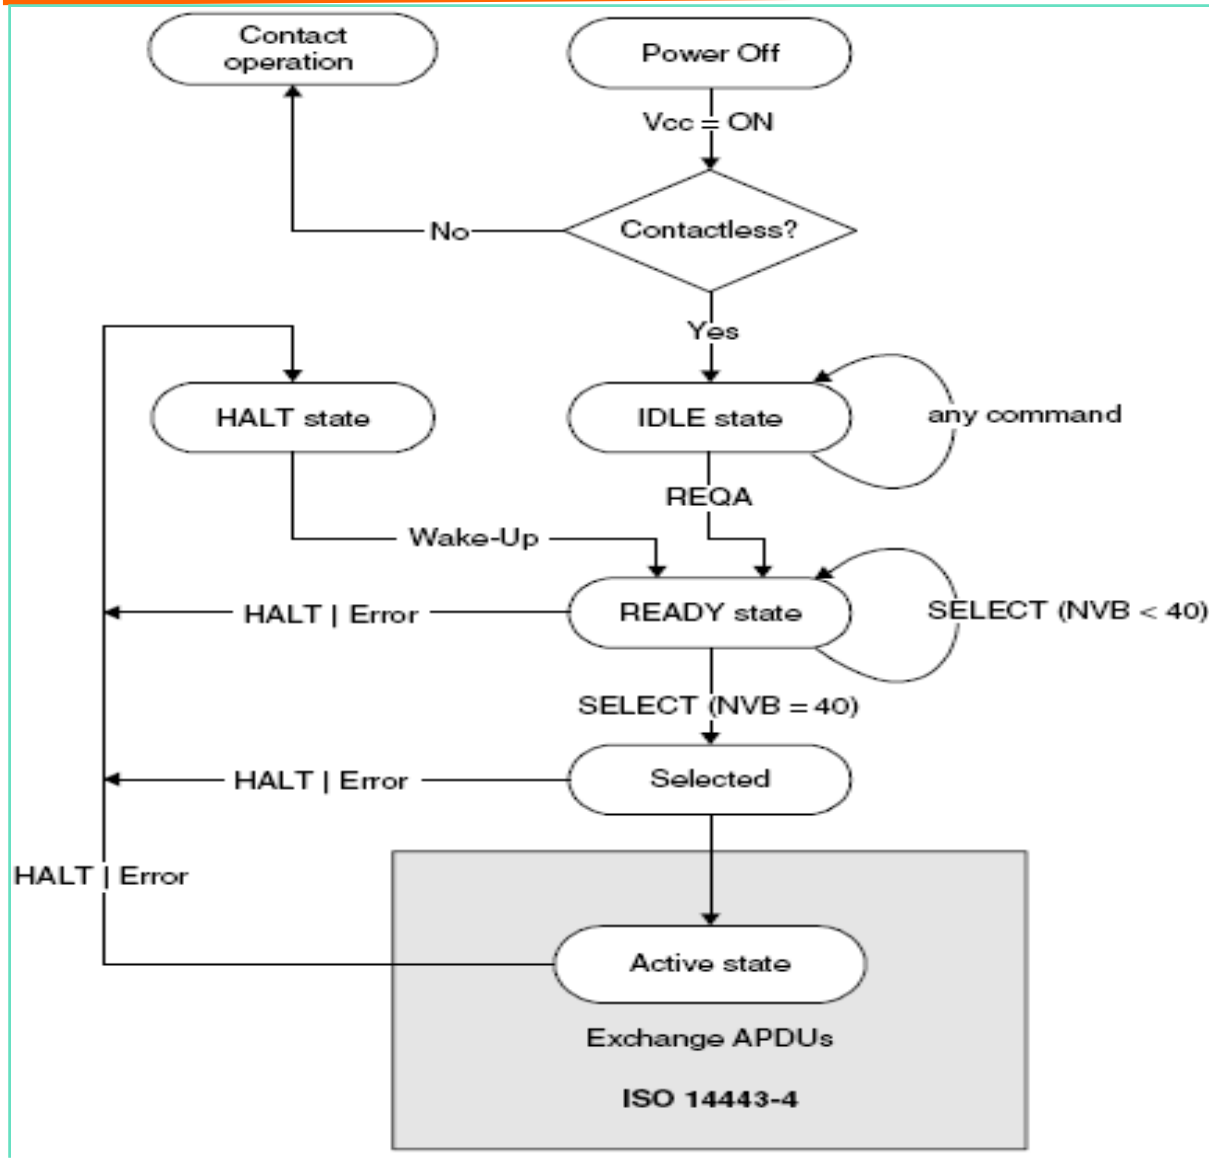 Contact
operation
Power Off
Vcc = ON
Contactless?
No
Yes
HALT state
IDLE state
any command
REQA
Wake-Up
READY state
HALT | Error
SELECT (NVB < 40)
SELECT (NVB = 40)
HALT | Error
Selected
HALT | Error
Active state
Exchange APDUs
ISO 14443-4